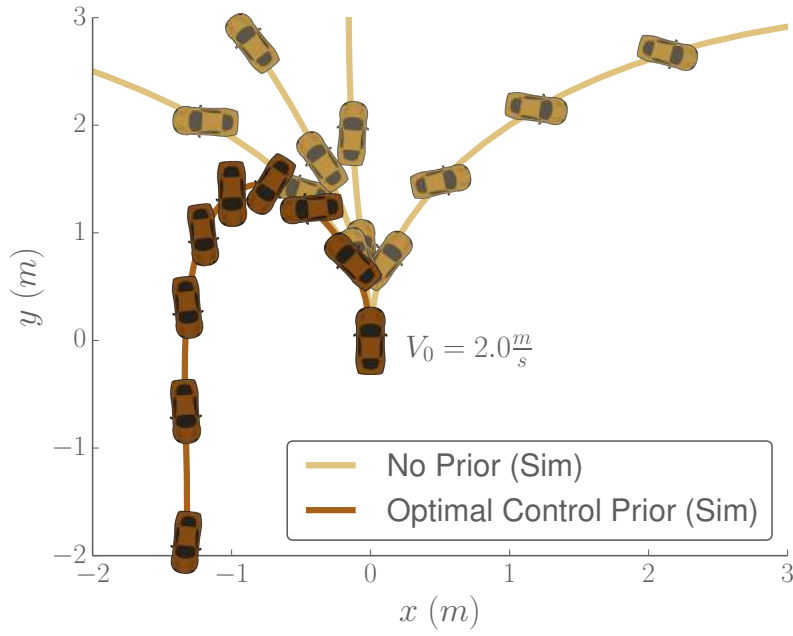 3
2
1
0
−1
−2
y (m)
V₀ = 2.0 m/s
No Prior (Sim)
Optimal Control Prior (Sim)
−2 −1 0 1 2 3
x (m)